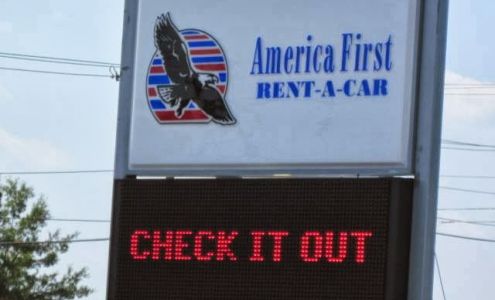 America First
RENT-A-CAR
CHECK IT OUT